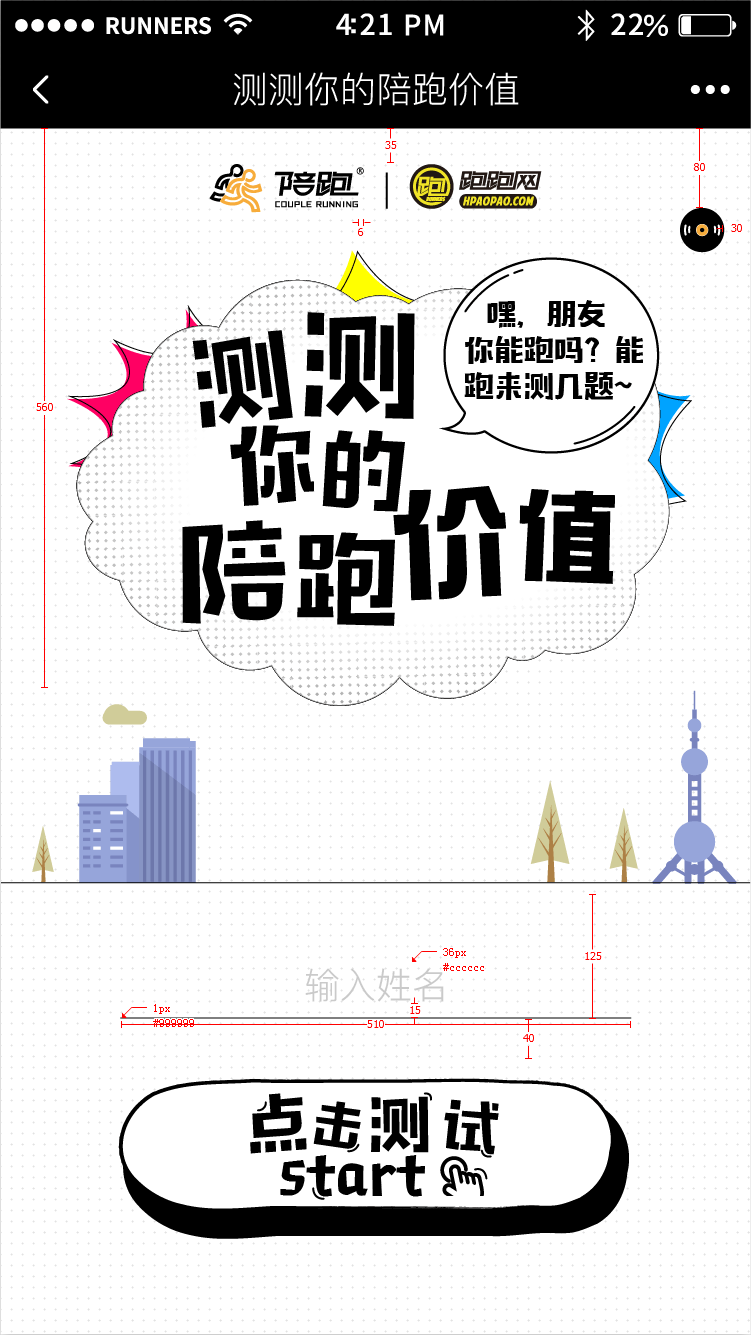 RUNNERS 4:21 PM 22%
测测你的陪跑价值
35
80
陪跑®
COUPLE RUNNING
跑
RUNNERS
跑跑网
HPAOPAO.COM
6
30
嘿，朋友
你能跑吗？能
跑来测几题~
测测
你的
陪跑价值
560
36px
#cccccc
125
输入姓名
1px
#999999
15
510
40
点击测试
start